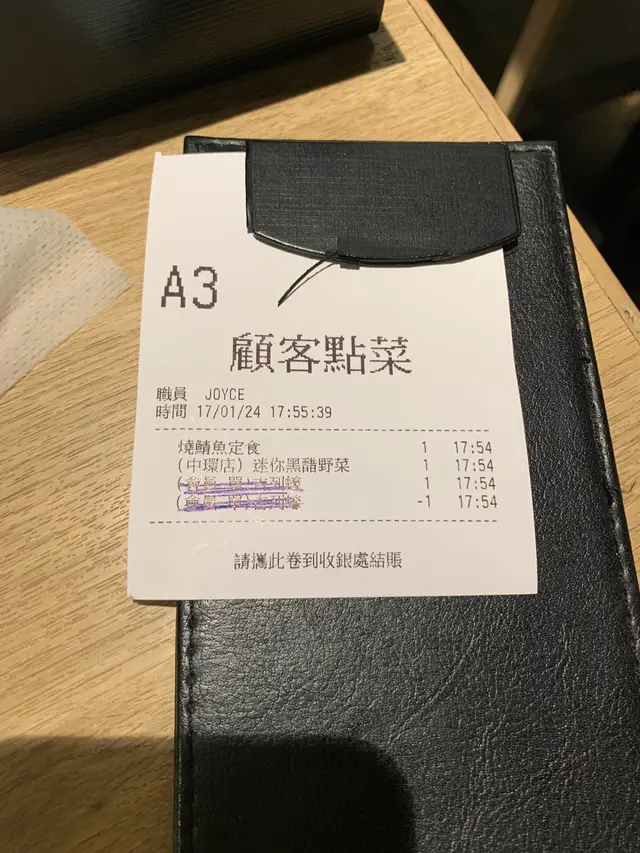 A3
顧客點菜
職員 JOYCE
時間 17/01/24 17:55:39
燒鯖魚定食 1 17:54
(中環店) 迷你黑醋野菜 1 17:54
1 17:54
-1 17:54
請攜此卷到收銀處結賬